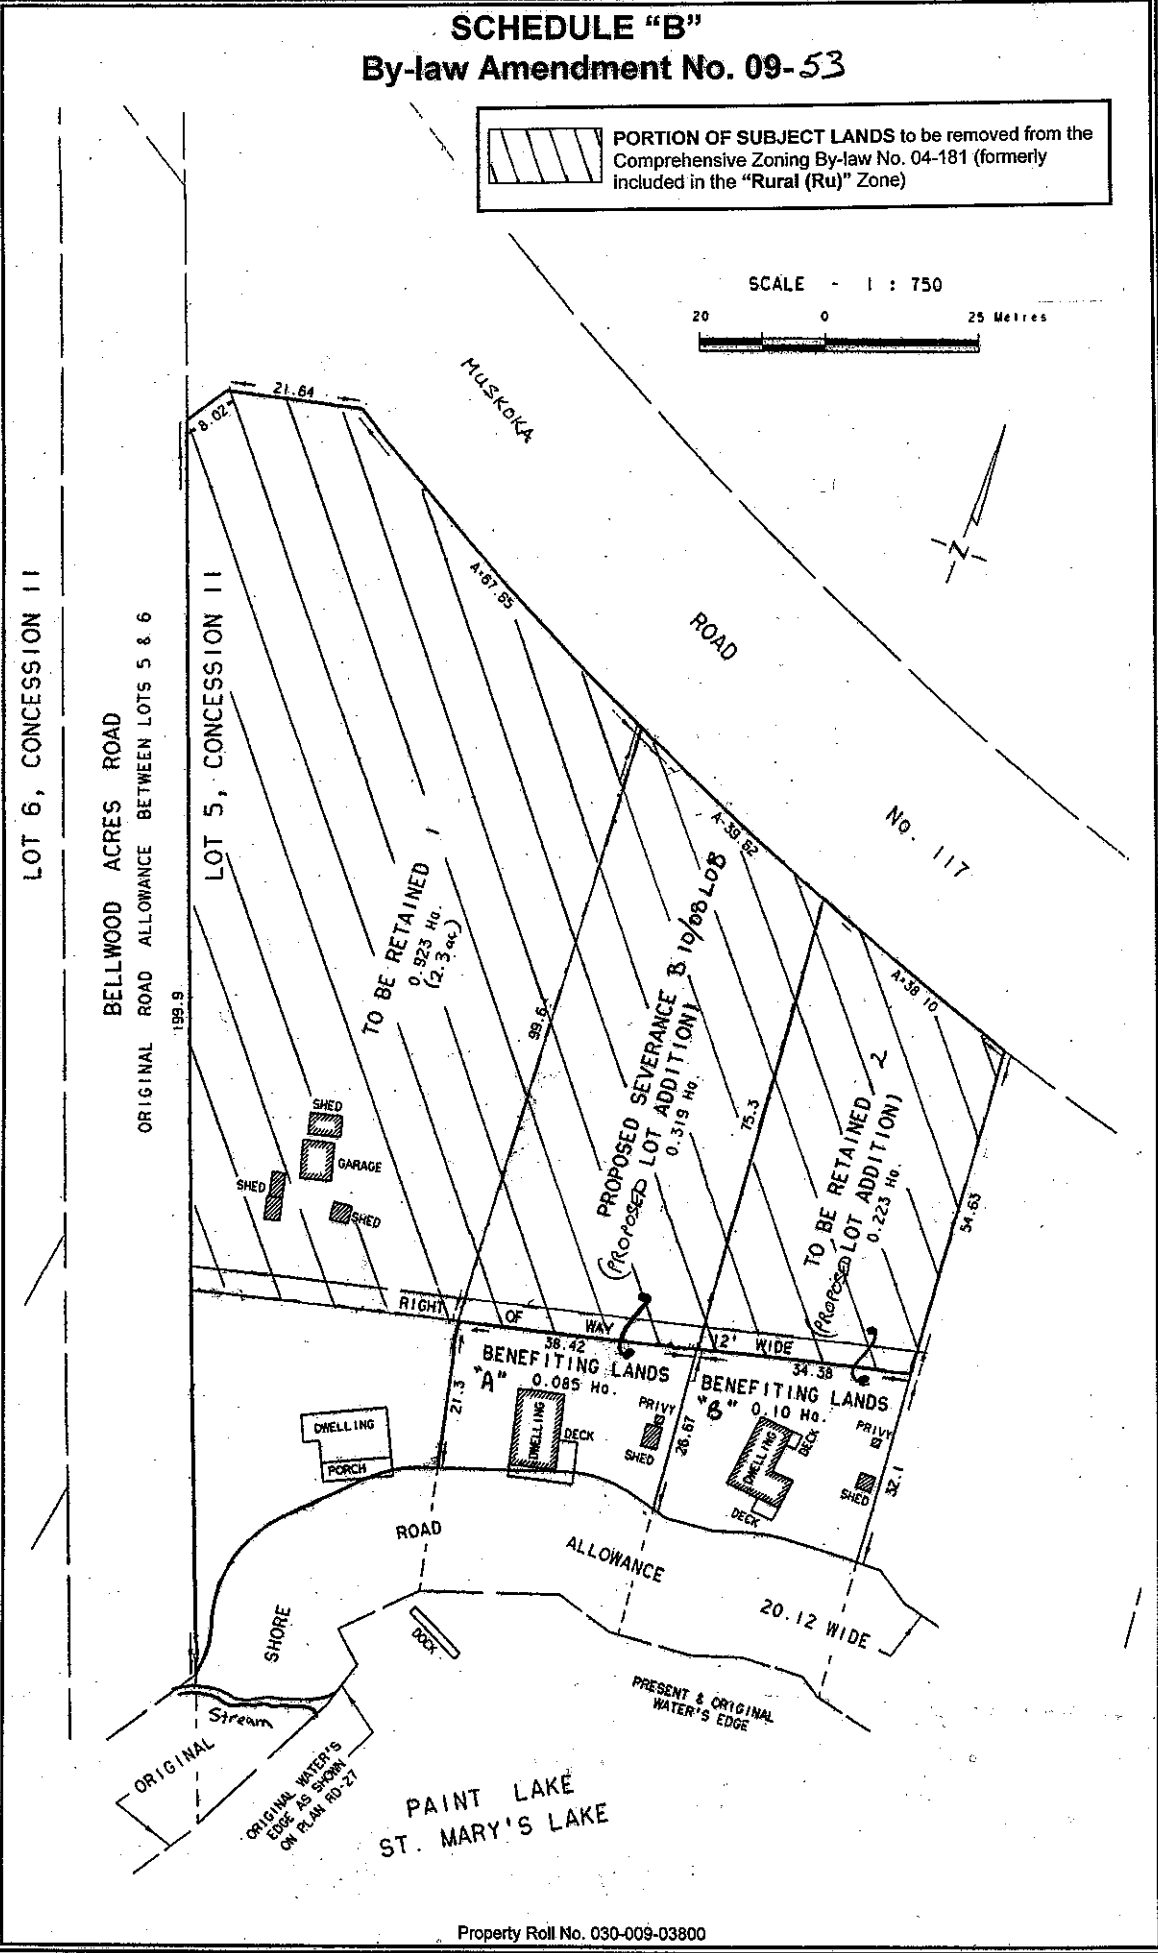 SCHEDULE “B”
By-law Amendment No. 09-53
PORTION OF SUBJECT LANDS to be removed from the
Comprehensive Zoning By-law No. 04-181 (formerly
included in the “Rural (Ru)” Zone)
SCALE - 1 : 750
20 0 25 Metres
MUSKOKA
ROAD
NO. 117
N
21.64
8.02
A=67.65
A=39.62
A=38.10
LOT 6, CONCESSION 11
BELLWOOD ACRES ROAD
ORIGINAL ROAD ALLOWANCE BETWEEN LOTS 5 & 6
LOT 5, CONCESSION 11
199.9
TO BE RETAINED 1
0.923 Ha.
(2.3 ac)
99.6
PROPOSED SEVERANCE B 10/08 LOB
(PROPOSED LOT ADDITION)
0.319 Ha.
75.3
TO BE RETAINED 2
(PROPOSED LOT ADDITION)
0.223 Ha.
54.63
SHED
GARAGE
SHED
SHED
RIGHT OF WAY 12' WIDE
38.42
34.38
BENEFITING LANDS
"A" 0.085 Ha.
BENEFITING LANDS
"B" 0.10 Ha.
21.3
26.67
32.1
DWELLING
PORCH
DWELLING
DECK
PRIVY
SHED
DWELLING
DECK
DECK
PRIVY
SHED
ORIGINAL SHORE ROAD ALLOWANCE
20.12 WIDE
DOCK
Stream
PRESENT & ORIGINAL
WATER'S EDGE
ORIGINAL WATER'S
EDGE AS SHOWN
ON PLAN RD-27
PAINT LAKE
ST. MARY'S LAKE
Property Roll No. 030-009-03800